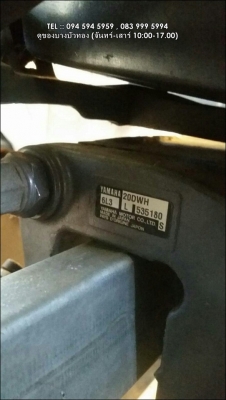 TEL :: 094 594 5959 , 083 999 5994
ดูของบางบัวทอง (จันทร์-เสาร์ 10:00-17.00)
YAMAHA 20DWH
6L3 L 535180 S
YAMAHA MOTOR CO.,LTD.
MADE IN JAPAN